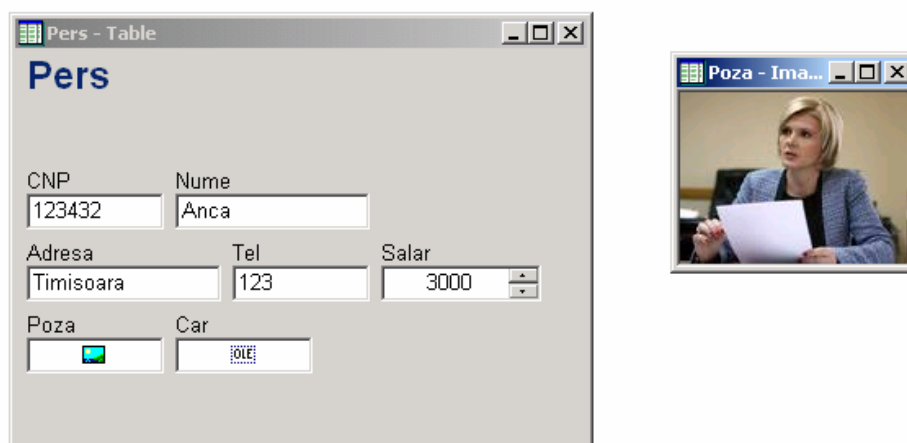 Pers - Table
Pers
CNP Nume
123432 Anca
Adresa Tel Salar
Timisoara 123 3000
Poza Car
OLE
Poza - Ima...